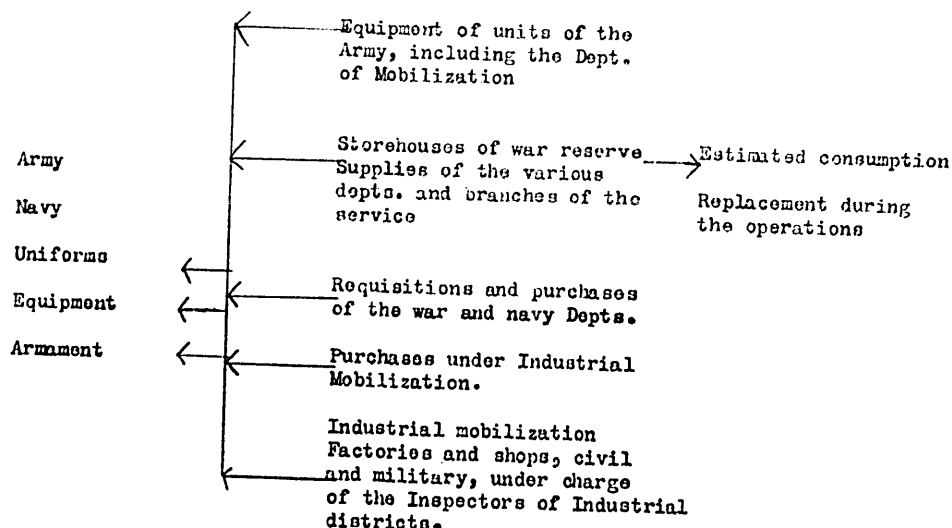 Army
Navy
Uniforms
Equipment
Armament
Equipment of units of the
Army, including the Dept.
of Mobilization
Storehouses of war reserve
Supplies of the various
depts. and branches of the
service
Estimated consumption
Replacement during
the operations
Requisitions and purchases
of the war and navy Depts.
Purchases under Industrial
Mobilization.
Industrial mobilization
Factories and shops, civil
and military, under charge
of the Inspectors of Industrial
districts.